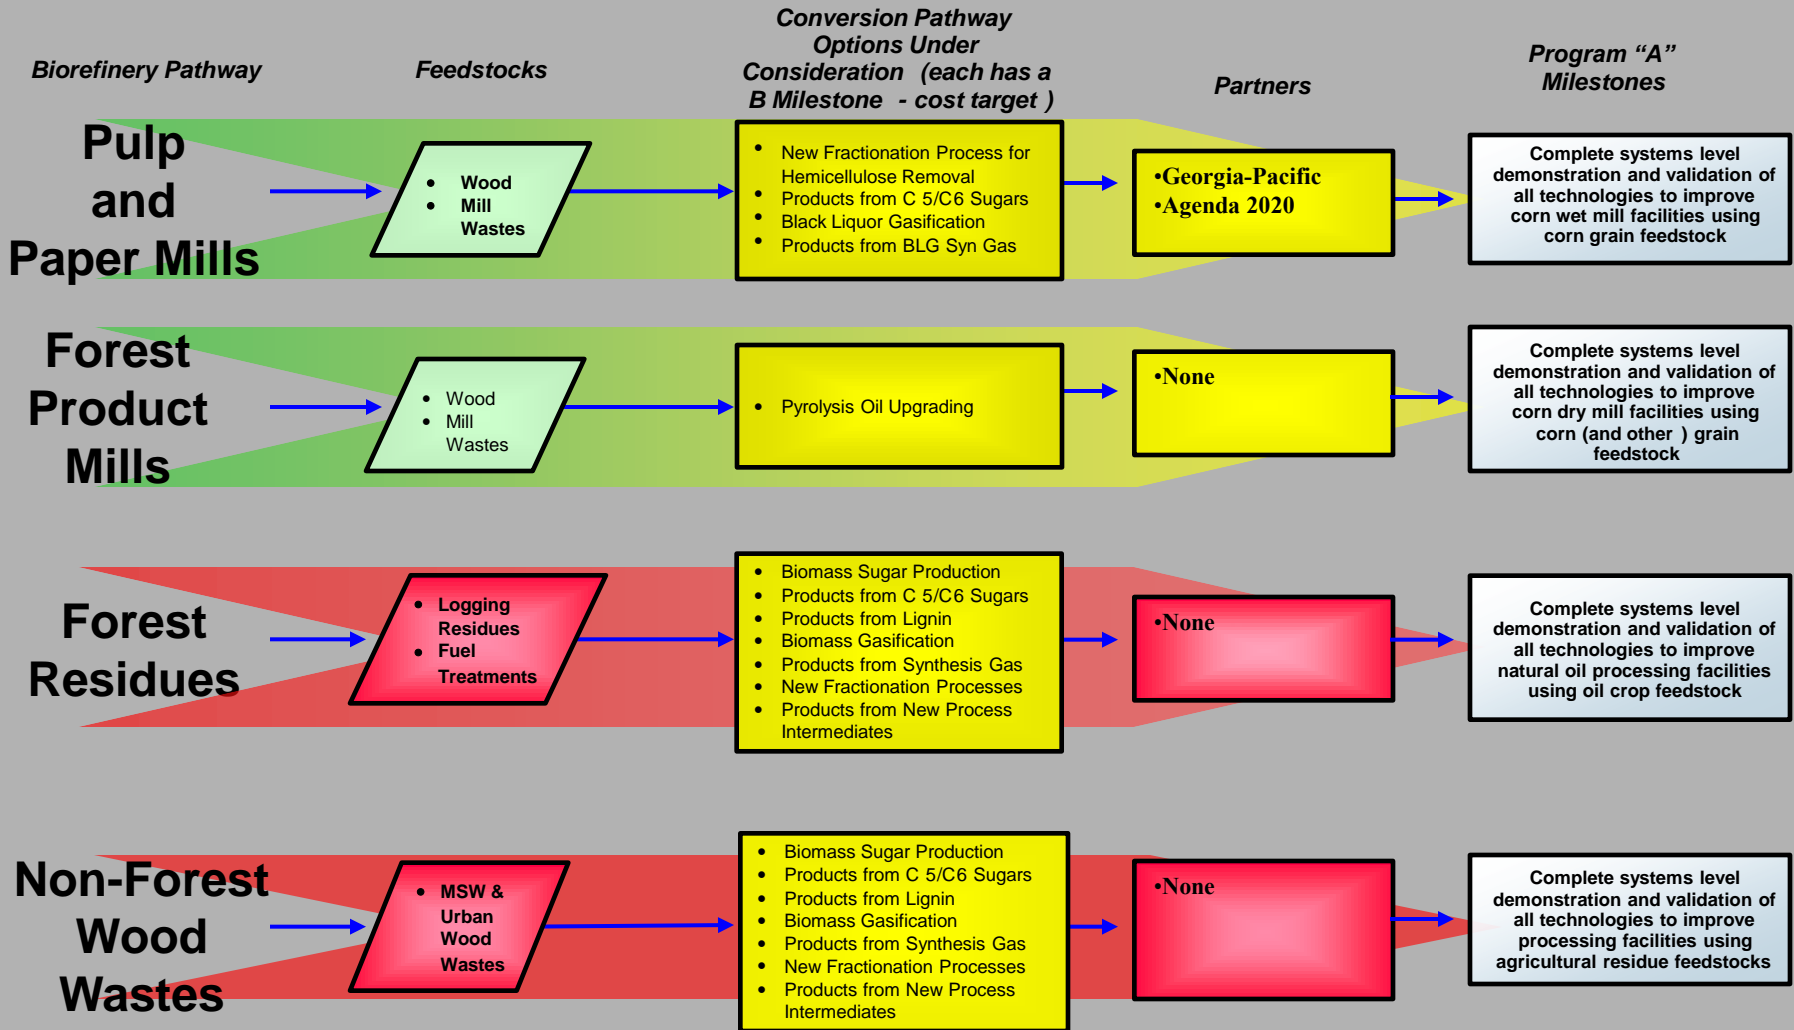 Biorefinery Pathway
Feedstocks
Conversion Pathway
Options Under
Consideration (each has a
B Milestone - cost target )
Partners
Program “A”
Milestones
Pulp
and
Paper Mills
• Wood
• Mill
Wastes
• New Fractionation Process for
Hemicellulose Removal
• Products from C 5/C6 Sugars
• Black Liquor Gasification
• Products from BLG Syn Gas
•Georgia-Pacific
•Agenda 2020
Complete systems level
demonstration and validation of
all technologies to improve
corn wet mill facilities using
corn grain feedstock
Forest
Product
Mills
• Wood
• Mill
Wastes
• Pyrolysis Oil Upgrading
•None
Complete systems level
demonstration and validation of
all technologies to improve
corn dry mill facilities using
corn (and other ) grain
feedstock
Forest
Residues
• Logging
Residues
• Fuel
Treatments
• Biomass Sugar Production
• Products from C 5/C6 Sugars
• Products from Lignin
• Biomass Gasification
• Products from Synthesis Gas
• New Fractionation Processes
• Products from New Process
Intermediates
•None
Complete systems level
demonstration and validation of
all technologies to improve
natural oil processing facilities
using oil crop feedstock
Non-Forest
Wood
Wastes
• MSW &
Urban
Wood
Wastes
• Biomass Sugar Production
• Products from C 5/C6 Sugars
• Products from Lignin
• Biomass Gasification
• Products from Synthesis Gas
• New Fractionation Processes
• Products from New Process
Intermediates
•None
Complete systems level
demonstration and validation of
all technologies to improve
processing facilities using
agricultural residue feedstocks